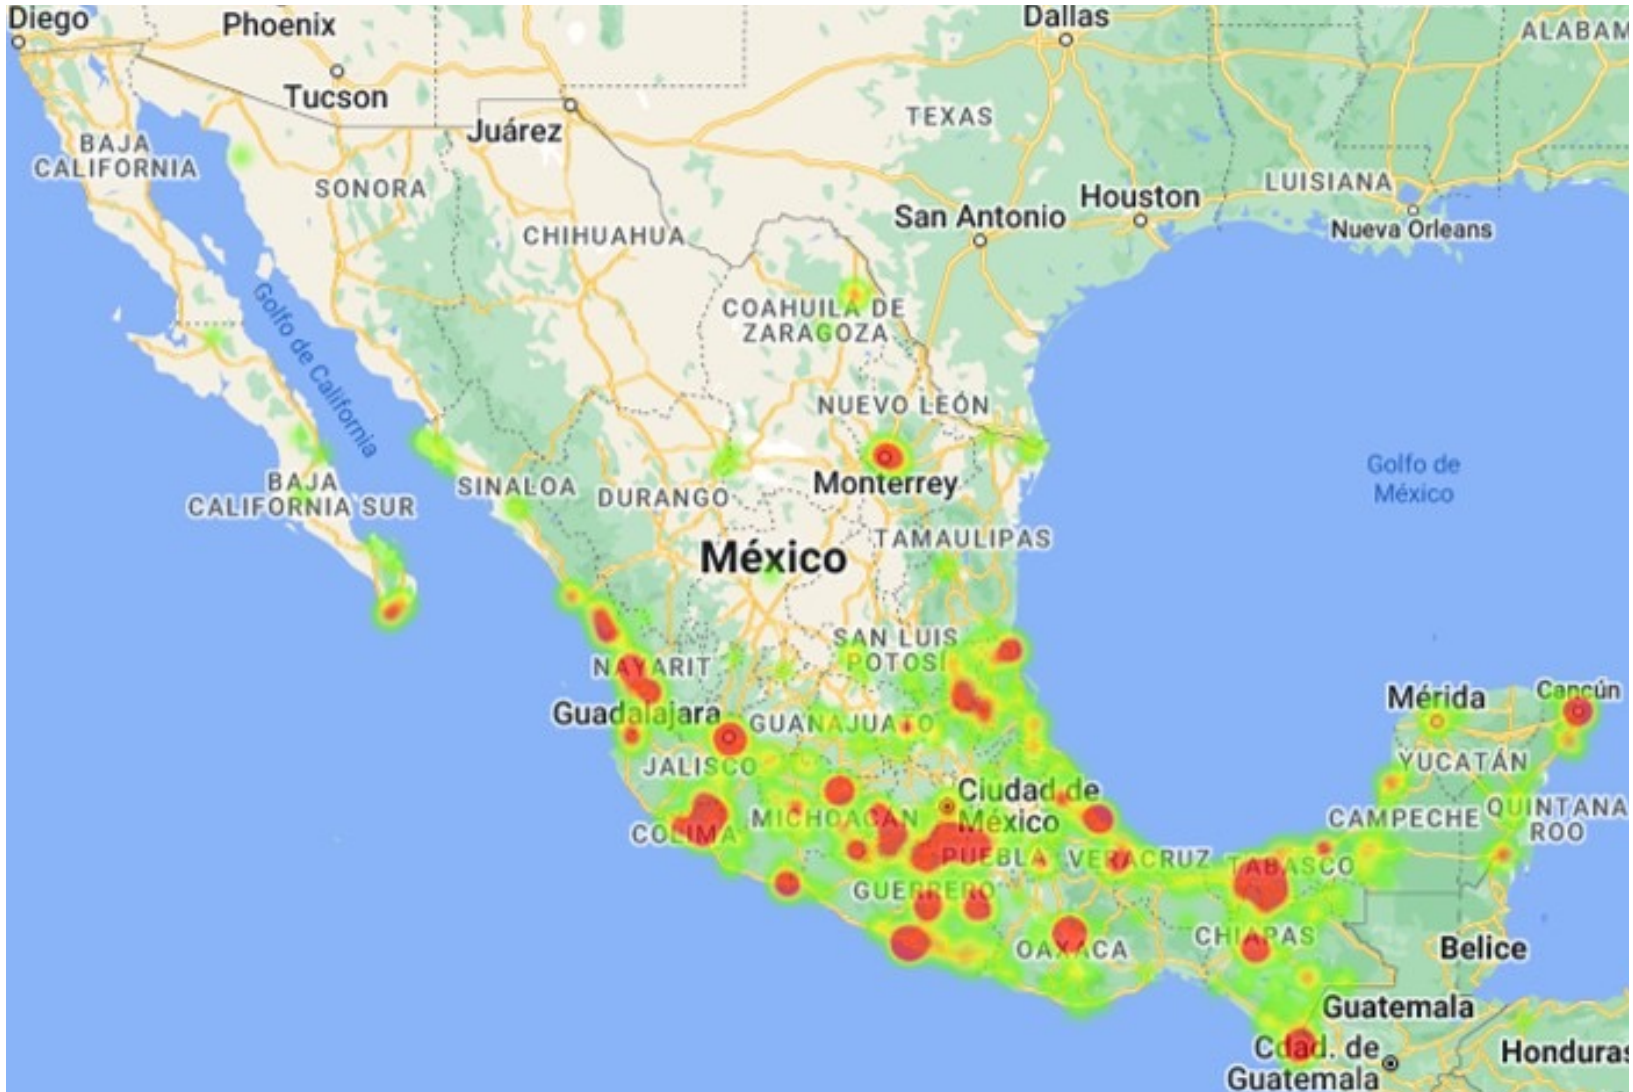 Diego
Phoenix
Dallas
ALABAM
Tucson
Juárez
TEXAS
BAJA
CALIFORNIA
SONORA
LUISIANA
Houston
San Antonio
Nueva Orleans
CHIHUAHUA
Golfo de California
COAHUILA DE
ZARAGOZA
NUEVO LEÓN
Golfo de
México
Monterrey
BAJA
CALIFORNIA SUR
SINALOA
DURANGO
TAMAULIPAS
México
SAN LUIS
POTOSÍ
NAYARIT
Mérida
Cancún
Guadalajara
GUANAJUATO
JALISCO
YUCATÁN
Ciudad de
México
COLIMA
MICHOACÁN
CAMPECHE
QUINTANA
ROO
PUEBLA
VERACRUZ
TABASCO
GUERRERO
OAXACA
CHIAPAS
Belice
Guatemala
Cdad. de
Guatemala
Honduras